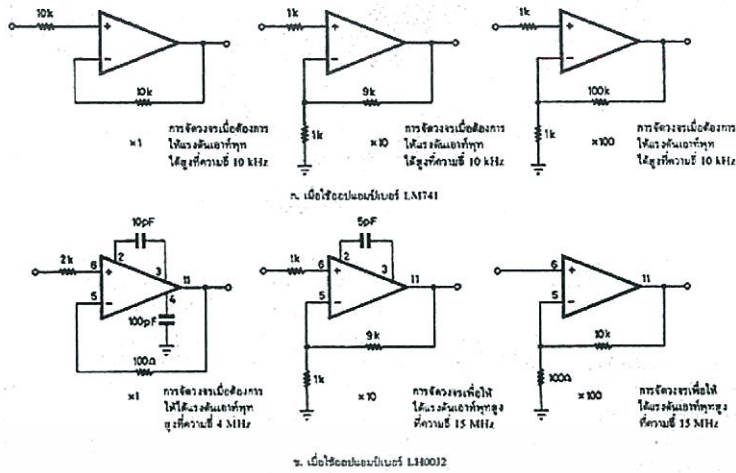 10k
10k
×1
การจัดวงจรเมื่อต้องการ
ให้แรงดันเอาท์พุท
ได้สูงที่ความถี่ 10 kHz
1k
9k
1k
×10
การจัดวงจรเมื่อต้องการ
ให้แรงดันเอาท์พุท
ได้สูงที่ความถี่ 10 kHz
1k
100k
1k
×100
การจัดวงจรเมื่อต้องการ
ให้แรงดันเอาท์พุท
ได้สูงที่ความถี่ 10 kHz
ก. เมื่อใช้ออปแอมป์เบอร์ LM741
10pF
2k
6
2
3
11
5
4
100pF
100Ω
×1
การจัดวงจรเมื่อต้องการ
ให้ได้แรงดันเอาท์พุท
สูงที่ความถี่ 4 MHz
5pF
1k
6
2
3
11
5
9k
1k
×10
การจัดวงจรเพื่อให้
ได้แรงดันเอาท์พุทสูง
ที่ความถี่ 15 MHz
6
11
5
10k
100Ω
×100
การจัดวงจรเพื่อให้
ได้แรงดันเอาท์พุทสูง
ที่ความถี่ 15 MHz
ข. เมื่อใช้ออปแอมป์เบอร์ LH0032